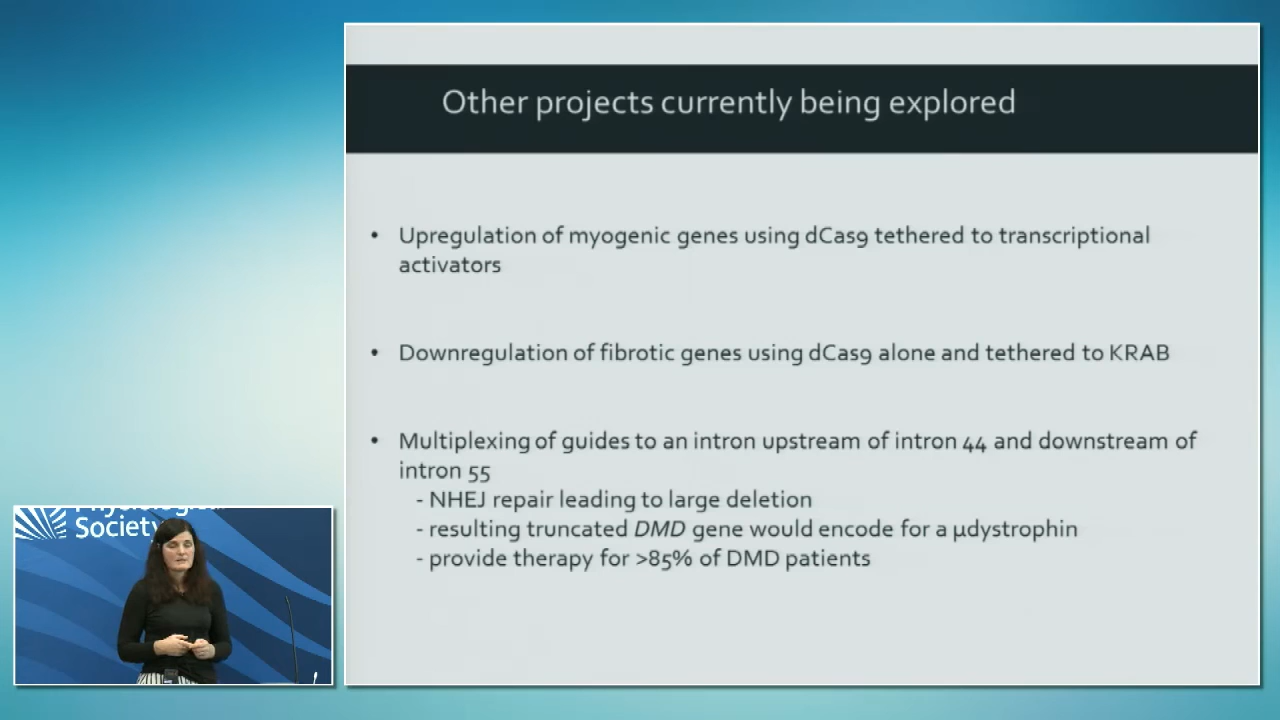 Other projects currently being explored
• Upregulation of myogenic genes using dCas9 tethered to transcriptional
activators
• Downregulation of fibrotic genes using dCas9 alone and tethered to KRAB
• Multiplexing of guides to an intron upstream of intron 44 and downstream of
intron 55
- NHEJ repair leading to large deletion
- resulting truncated DMD gene would encode for a µdystrophin
- provide therapy for >85% of DMD patients
Physiological
Society